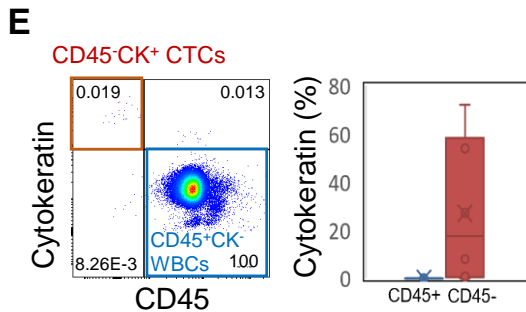 E
CD45⁻CK⁺ CTCs
0.019
0.013
Cytokeratin
CD45⁺CK⁻
WBCs
8.26E-3
100
CD45
Cytokeratin (%)
80
60
40
20
0
CD45+
CD45-